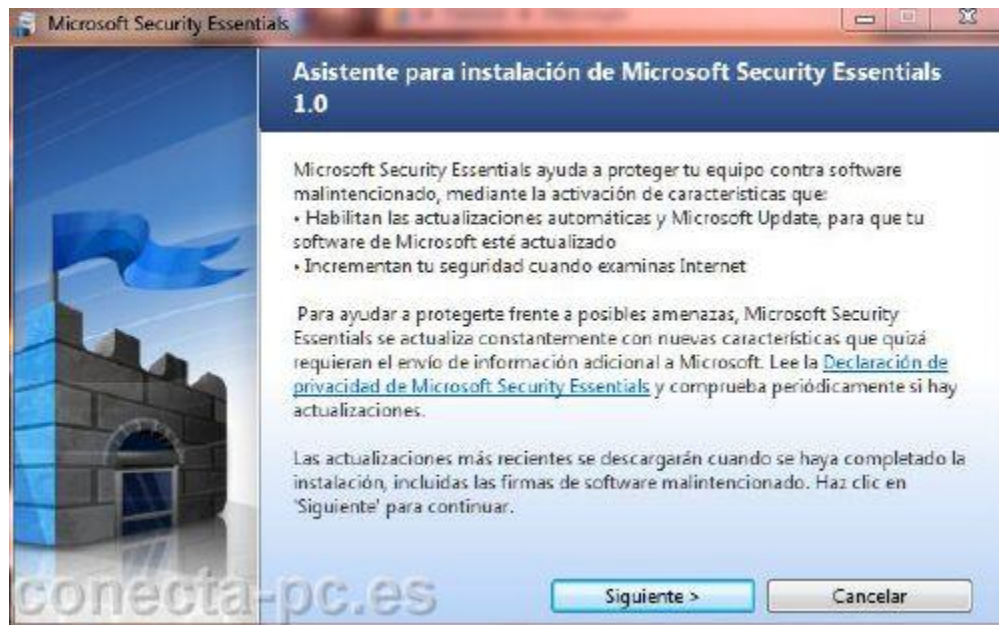 Microsoft Security Essentials
Asistente para instalación de Microsoft Security Essentials
1.0
Microsoft Security Essentials ayuda a proteger tu equipo contra software
malintencionado, mediante la activación de características que:
• Habilitan las actualizaciones automáticas y Microsoft Update, para que tu
software de Microsoft esté actualizado
• Incrementan tu seguridad cuando examinas Internet
Para ayudar a protegerte frente a posibles amenazas, Microsoft Security
Essentials se actualiza constantemente con nuevas características que quizá
requieran el envío de información adicional a Microsoft. Lee la Declaración de
privacidad de Microsoft Security Essentials y comprueba periódicamente si hay
actualizaciones.
Las actualizaciones más recientes se descargarán cuando se haya completado la
instalación, incluidas las firmas de software malintencionado. Haz clic en
'Siguiente' para continuar.
conecta-pc.es
Siguiente >
Cancelar